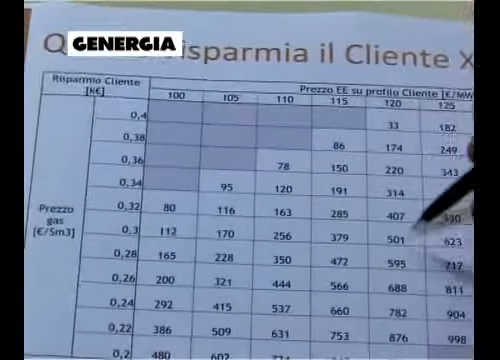 Q GENERGIA isparmia il Cliente X
Risparmio Cliente [k€]
Prezzo EE su profilo Cliente [€/MW
100 105 110 115 120 125
0,4 33 182
0,38 86 174 249
0,36 78 150 220 343
0,34 95 120 191 314
0,32 80 116 163 285 407
0,3 112 170 256 379 501 623
0,28 165 228 350 472 595 717
0,26 200 321 444 566 688 811
0,24 292 415 537 660 782 904
0,22 386 509 631 753 876 998
0,2 480 602
Prezzo gas [€/Sm3]